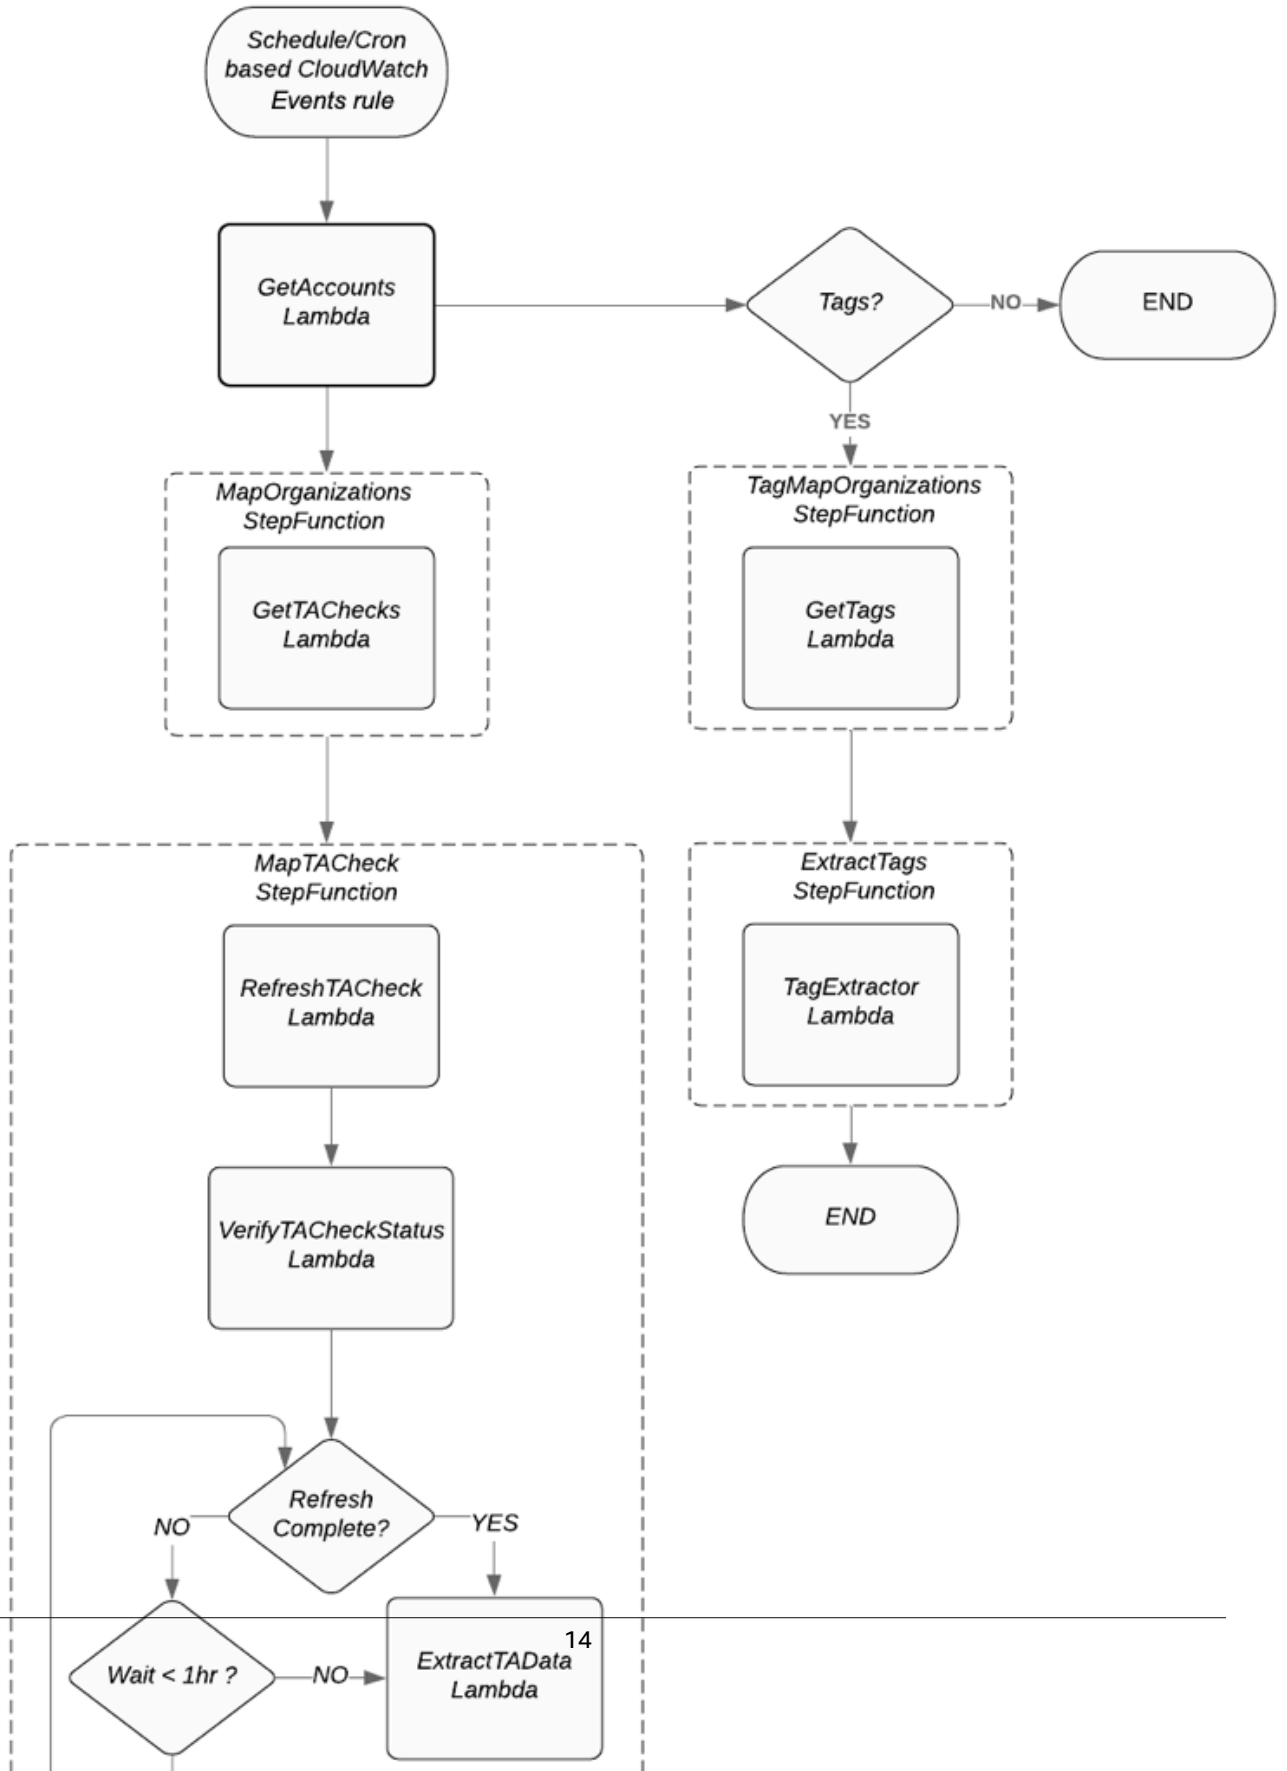 Schedule/Cron
based CloudWatch
Events rule
GetAccounts
Lambda
Tags?
NO
END
YES
MapOrganizations
StepFunction
GetTAChecks
Lambda
TagMapOrganizations
StepFunction
GetTags
Lambda
MapTACheck
StepFunction
RefreshTACheck
Lambda
ExtractTags
StepFunction
TagExtractor
Lambda
VerifyTACheckStatus
Lambda
END
Refresh
Complete?
NO
YES
Wait < 1hr ?
NO
ExtractTAData
Lambda
14